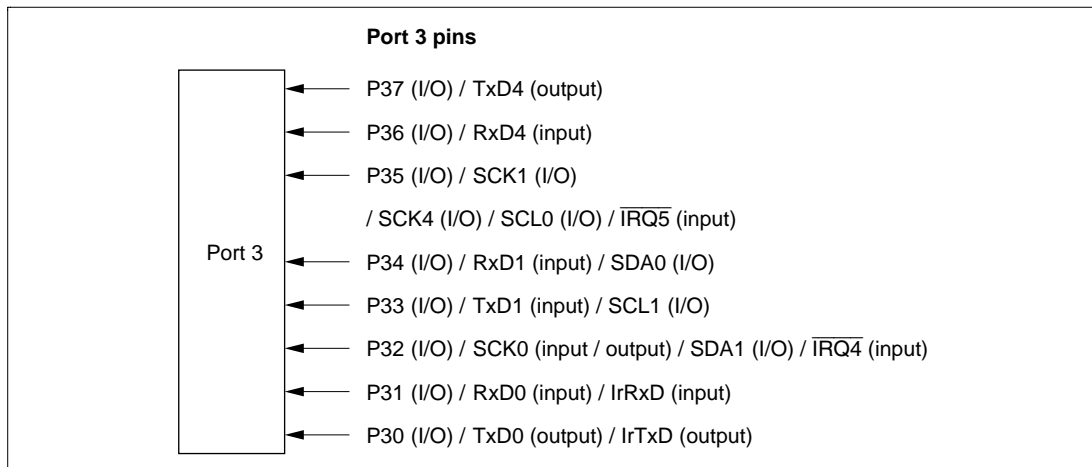 Port 3 pins
P37 (I/O) / TxD4 (output)
P36 (I/O) / RxD4 (input)
P35 (I/O) / SCK1 (I/O)
/ SCK4 (I/O) / SCL0 (I/O) / I̅R̅Q̅5̅ (input)
Port 3
P34 (I/O) / RxD1 (input) / SDA0 (I/O)
P33 (I/O) / TxD1 (input) / SCL1 (I/O)
P32 (I/O) / SCK0 (input / output) / SDA1 (I/O) / I̅R̅Q̅4̅ (input)
P31 (I/O) / RxD0 (input) / IrRxD (input)
P30 (I/O) / TxD0 (output) / IrTxD (output)